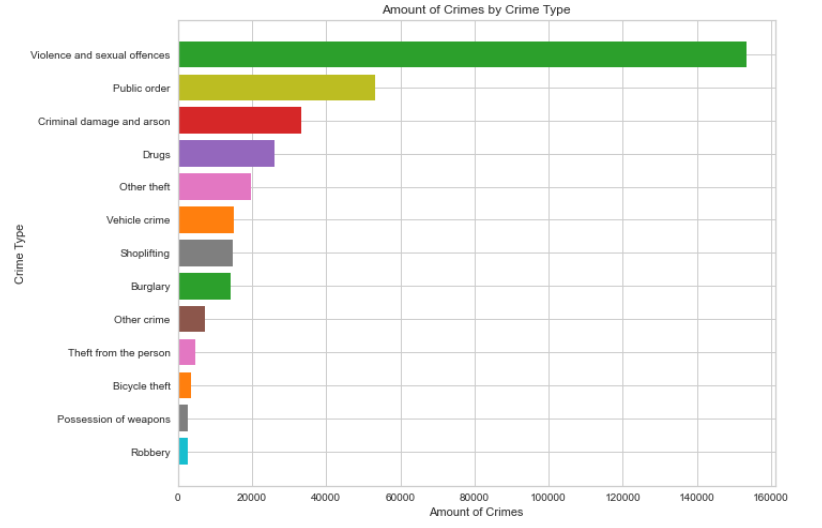 Amount of Crimes by Crime Type
Violence and sexual offences
Public order
Criminal damage and arson
Drugs
Other theft
Vehicle crime
Shoplifting
Burglary
Other crime
Theft from the person
Bicycle theft
Possession of weapons
Robbery
Crime Type
0 20000 40000 60000 80000 100000 120000 140000 160000
Amount of Crimes